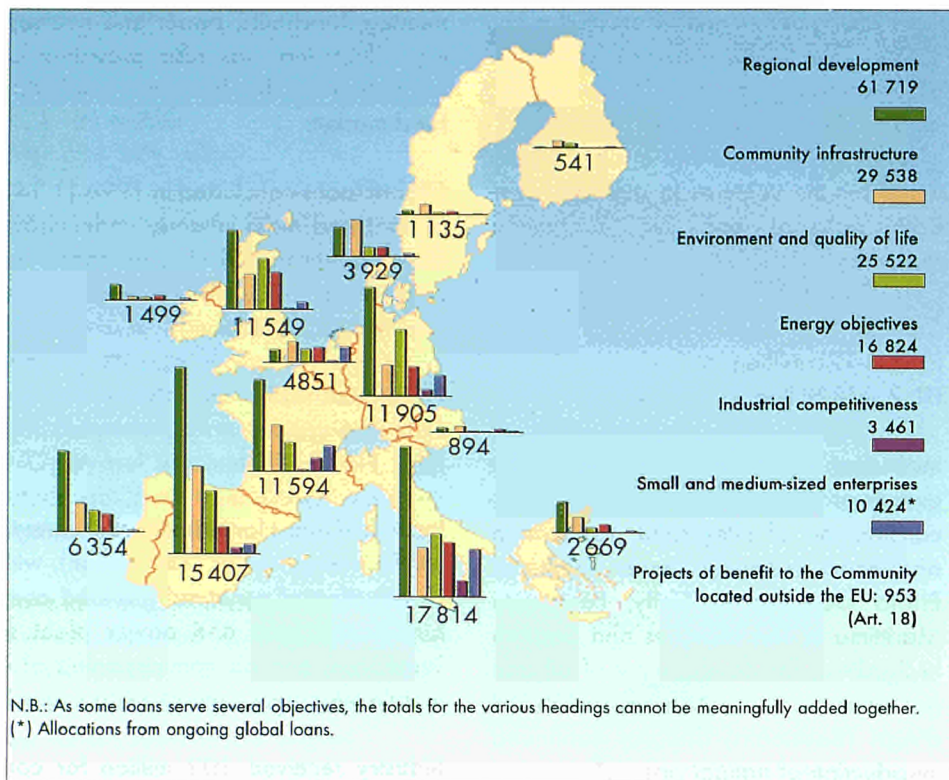 Regional development
61 719
Community infrastructure
29 538
Environment and quality of life
25 522
Energy objectives
16 824
Industrial competitiveness
3 461
Small and medium-sized enterprises
10 424*
Projects of benefit to the Community
located outside the EU: 953
(Art. 18)
541
1 135
3 929
1 499
11 549
4851
11 905
894
11 594
6 354
15 407
17 814
2 669
N.B.: As some loans serve several objectives, the totals for the various headings cannot be meaningfully added together.
(*) Allocations from ongoing global loans.